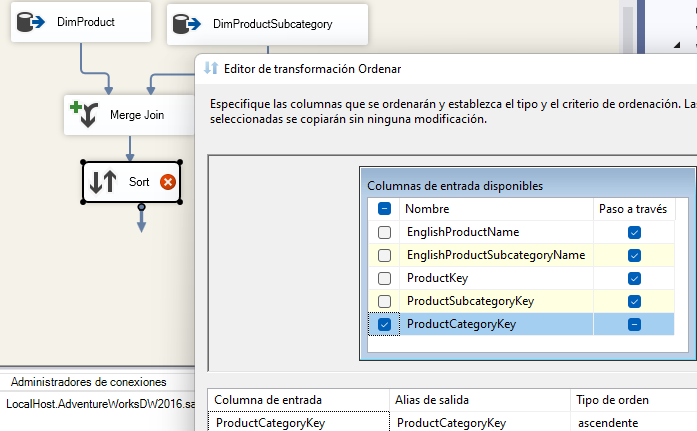 DimProduct
DimProductSubcategory
Merge Join
Sort
Editor de transformación Ordenar
Especifique las columnas que se ordenarán y establezca el tipo y el criterio de ordenación. Las
seleccionadas se copiarán sin ninguna modificación.
Columnas de entrada disponibles
Nombre Paso a través
EnglishProductName
EnglishProductSubcategoryName
ProductKey
ProductSubcategoryKey
ProductCategoryKey
Administradores de conexiones
LocalHost.AdventureWorksDW2016.sa
Columna de entrada Alias de salida Tipo de orden
ProductCategoryKey ProductCategoryKey ascendente